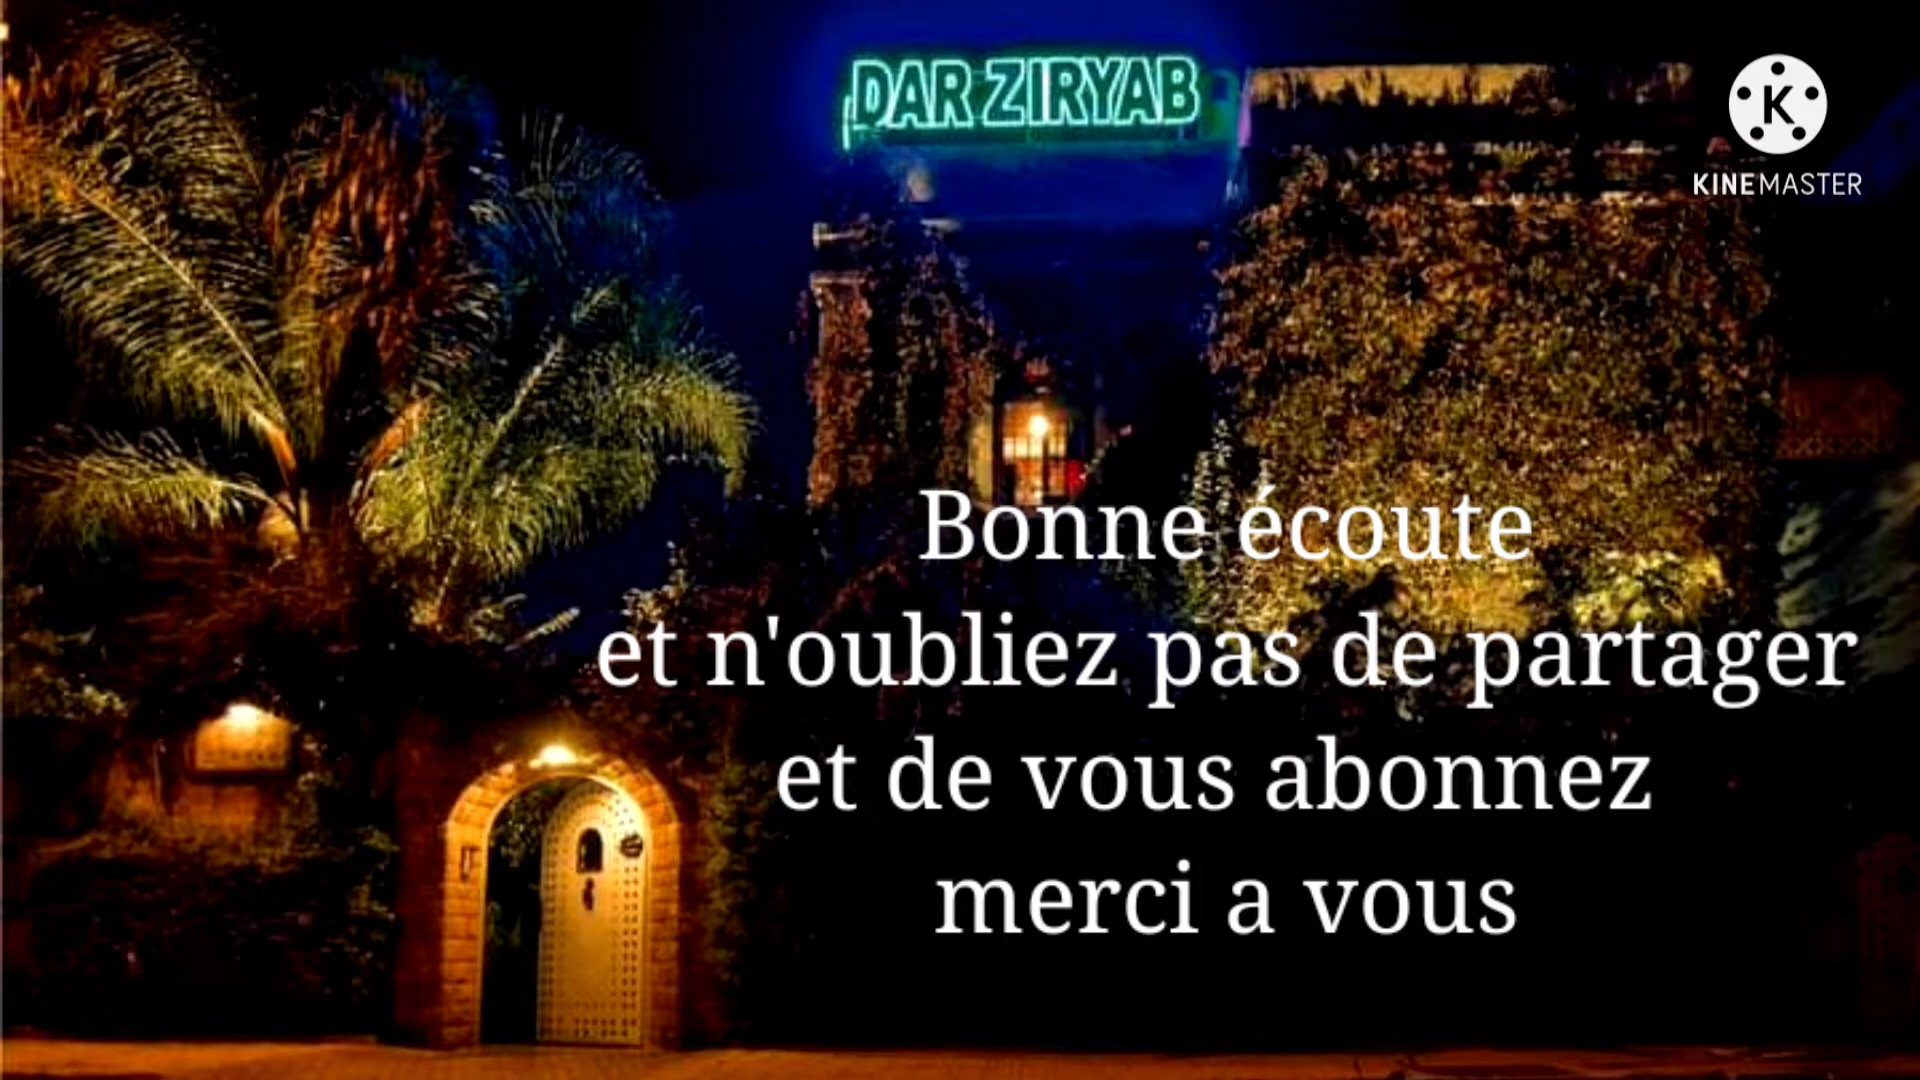 DAR ZIRYAB
K
KINEMASTER
Bonne écoute
et n'oubliez pas de partager
et de vous abonnez
merci a vous